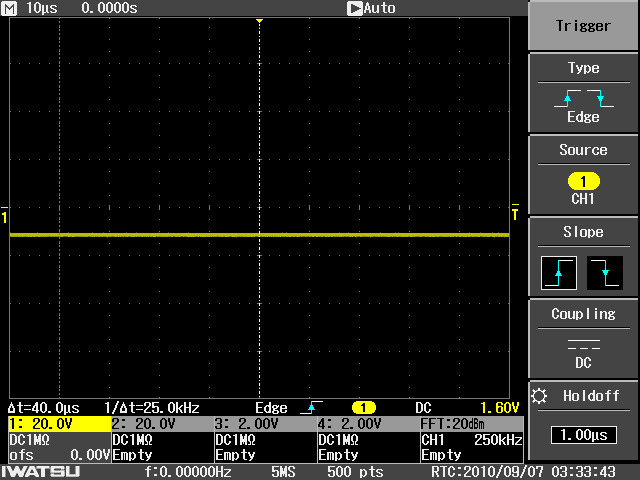 M 10μs 0.0000s Auto
Trigger
Type
Edge
Source
1
CH1
Slope
Coupling
DC
Holdoff
1.00μs
1
T
Δt=40.0μs 1/Δt=25.0kHz Edge 1 DC 1.60V
1: 20.0V 2: 20.0V 3: 2.00V 4: 2.00V FFT:20dBm
DC1MΩ DC1MΩ DC1MΩ DC1MΩ CH1 250kHz
ofs 0.00V Empty Empty Empty Empty
IWATSU f:0.00000Hz 5MS 500 pts RTC:2010/09/07 03:33:43